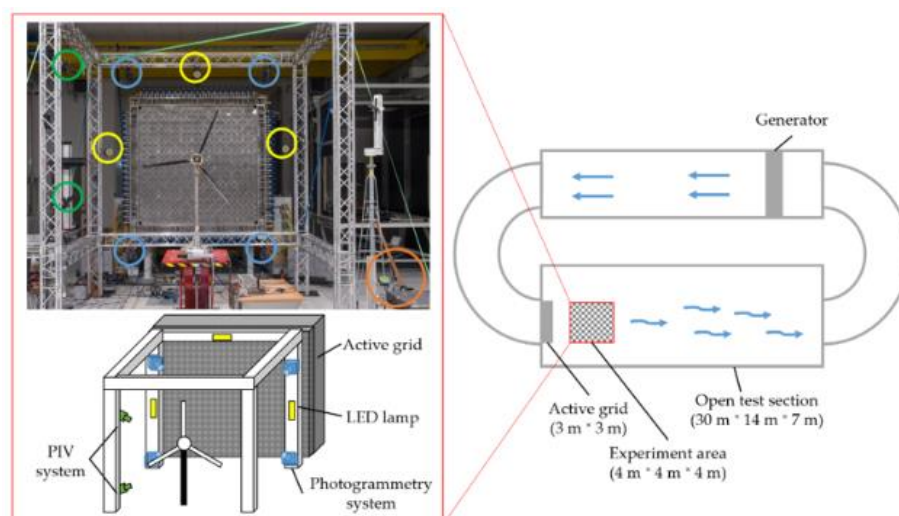 Generator
Active grid
LED lamp
PIV
system
Photogrammetry
system
Active grid
(3 m * 3 m)
Experiment area
(4 m * 4 m * 4 m)
Open test section
(30 m * 14 m * 7 m)